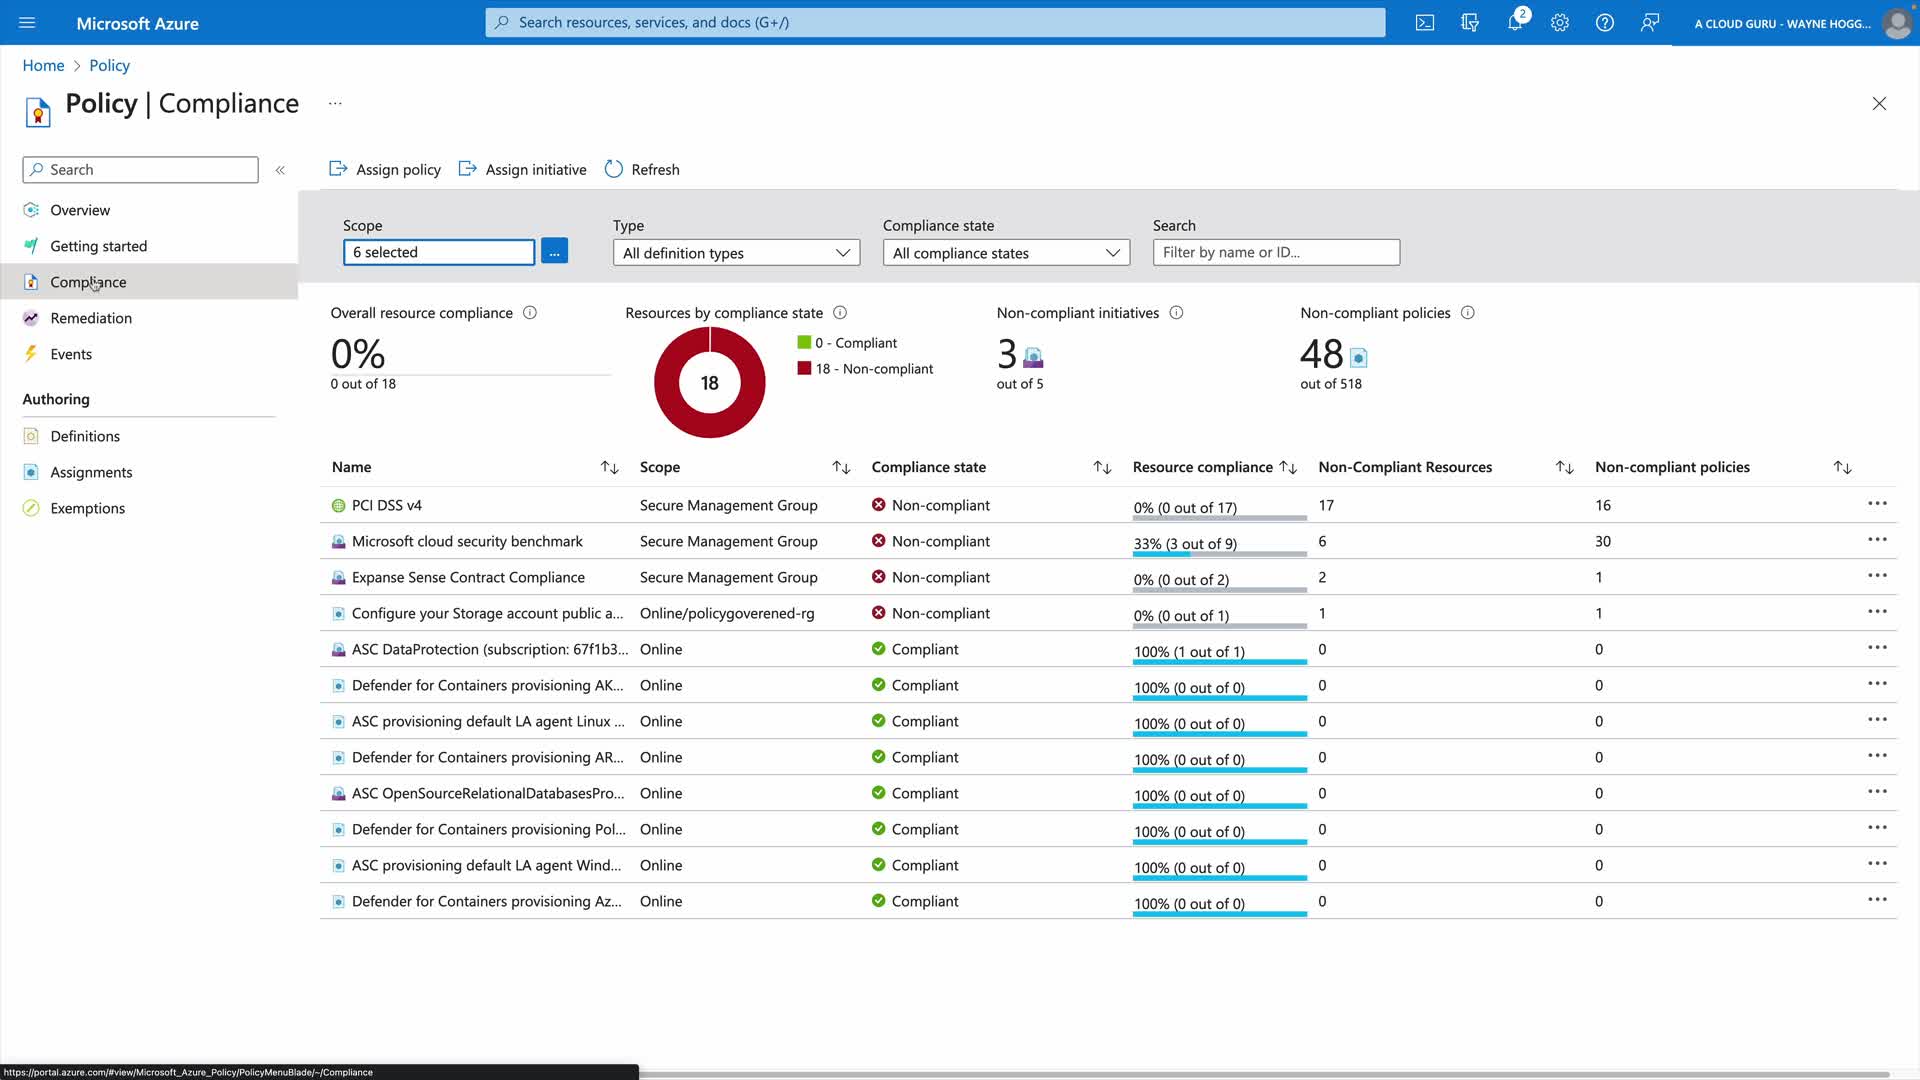 Microsoft Azure
Search resources, services, and docs (G+/)
2
A CLOUD GURU - WAYNE HOGG...
Home > Policy
Policy | Compliance ...
Search
Overview
Getting started
Compliance
Remediation
Events
Authoring
Definitions
Assignments
Exemptions
Assign policy Assign initiative Refresh
Scope Type Compliance state Search
6 selected ... All definition types All compliance states Filter by name or ID...
Overall resource compliance
0%
0 out of 18
Resources by compliance state
18
0 - Compliant
18 - Non-compliant
Non-compliant initiatives
3
out of 5
Non-compliant policies
48
out of 518
Name Scope Compliance state Resource compliance Non-Compliant Resources Non-compliant policies
PCI DSS v4 Secure Management Group Non-compliant 0% (0 out of 17) 17 16 ...
Microsoft cloud security benchmark Secure Management Group Non-compliant 33% (3 out of 9) 6 30 ...
Expanse Sense Contract Compliance Secure Management Group Non-compliant 0% (0 out of 2) 2 1 ...
Configure your Storage account public a... Online/policygoverened-rg Non-compliant 0% (0 out of 1) 1 1 ...
ASC DataProtection (subscription: 67f1b3... Online Compliant 100% (1 out of 1) 0 0 ...
Defender for Containers provisioning AK... Online Compliant 100% (0 out of 0) 0 0 ...
ASC provisioning default LA agent Linux ... Online Compliant 100% (0 out of 0) 0 0 ...
Defender for Containers provisioning AR... Online Compliant 100% (0 out of 0) 0 0 ...
ASC OpenSourceRelationalDatabasesPro... Online Compliant 100% (0 out of 0) 0 0 ...
Defender for Containers provisioning Pol... Online Compliant 100% (0 out of 0) 0 0 ...
ASC provisioning default LA agent Wind... Online Compliant 100% (0 out of 0) 0 0 ...
Defender for Containers provisioning Az... Online Compliant 100% (0 out of 0) 0 0 ...
https://portal.azure.com/#view/Microsoft_Azure_Policy/PolicyMenuBlade/~/Compliance